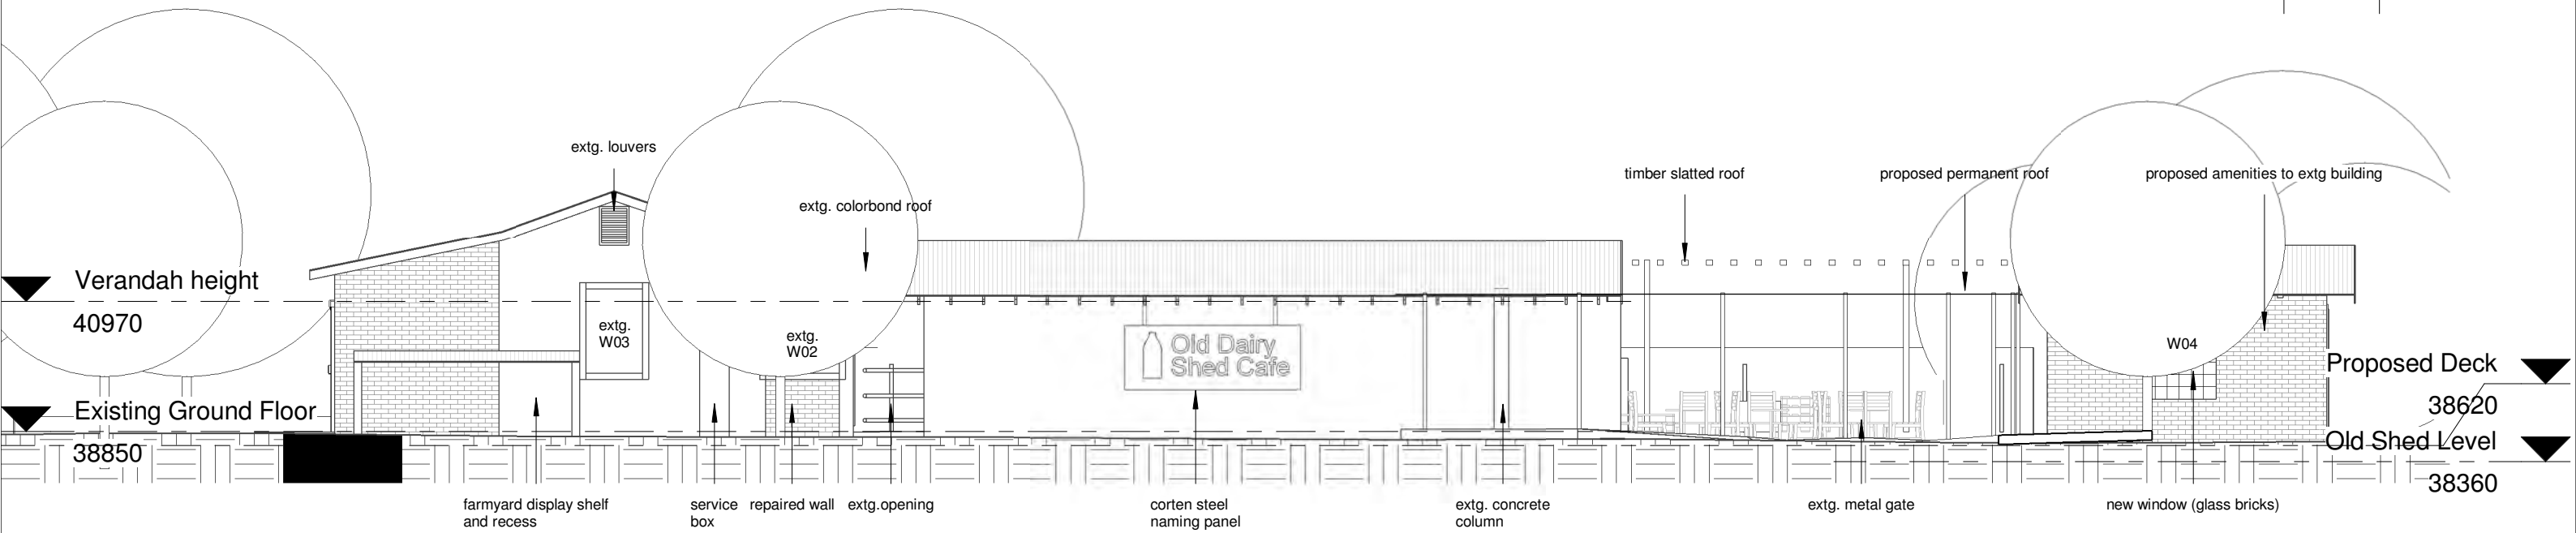 extg. louvers
extg. colorbond roof
timber slatted roof
proposed permanent roof
proposed amenities to extg building
Verandah height
40970
extg.
W03
extg.
W02
Old Dairy
Shed Cafe
W04
Proposed Deck
38620
Existing Ground Floor
38850
Old Shed Level
38360
farmyard display shelf
and recess
service
box
repaired wall
extg.opening
corten steel
naming panel
extg. concrete
column
extg. metal gate
new window (glass bricks)